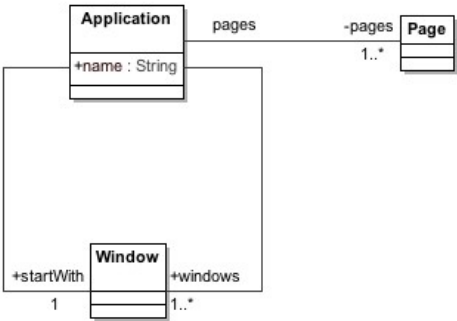 Application
pages
-pages
Page
1..*
+name : String
Window
+startWith
+windows
1
1..*